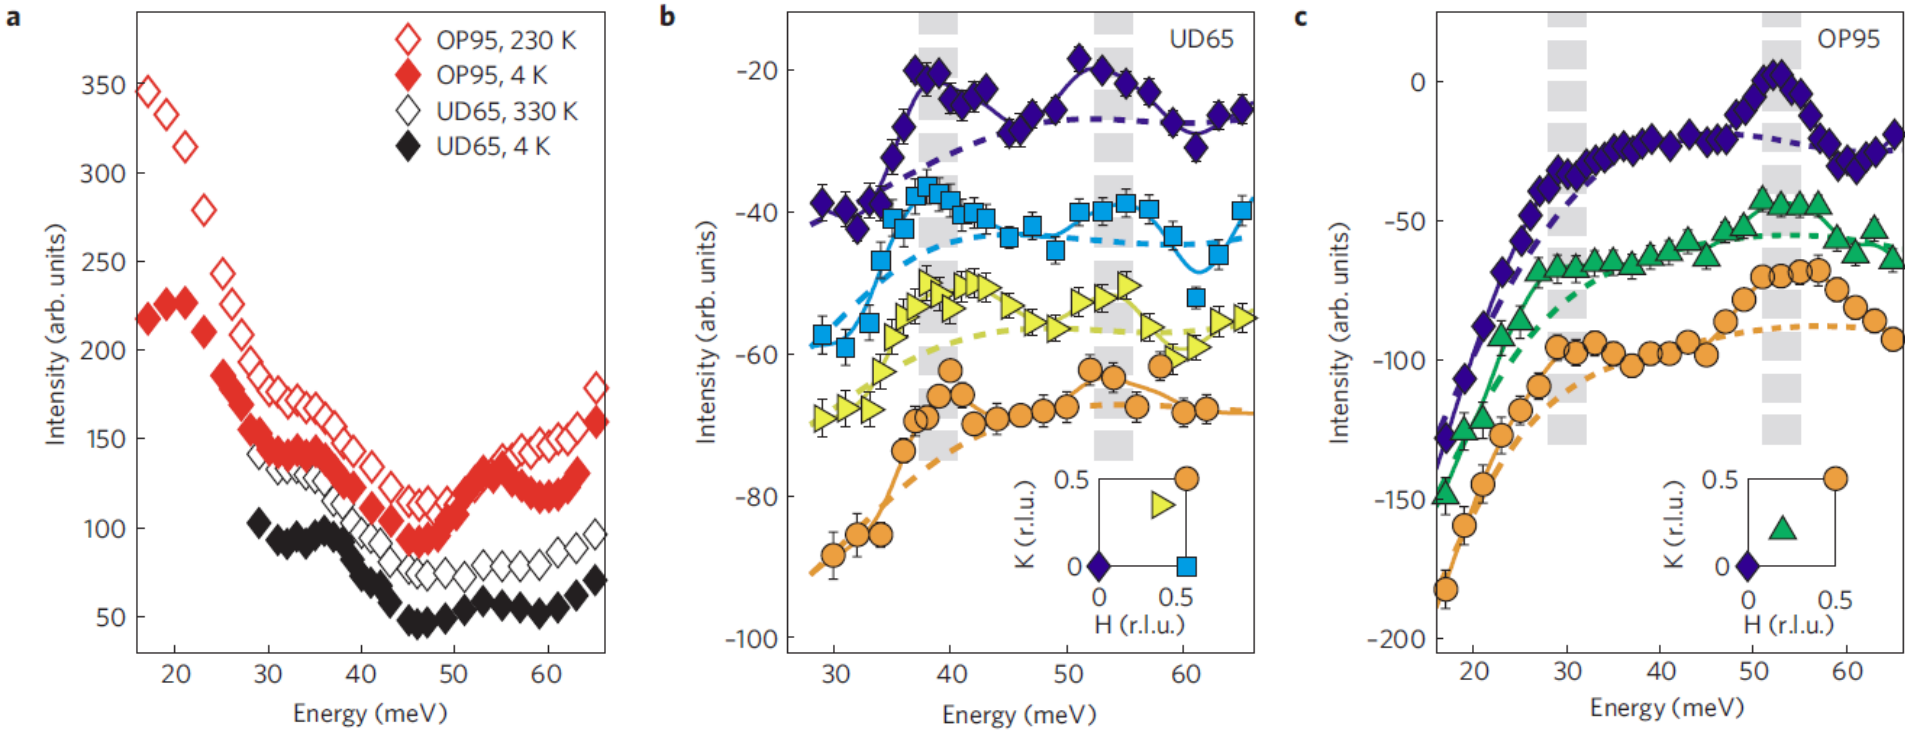 a
OP95, 230 K
OP95, 4 K
UD65, 330 K
UD65, 4 K
350
300
250
200
150
100
50
20
30
40
50
60
Intensity (arb. units)
Energy (meV)
b
UD65
−20
−40
−60
−80
−100
30
40
50
60
Intensity (arb. units)
Energy (meV)
0.5
0
0
0.5
K (r.l.u.)
H (r.l.u.)
c
OP95
0
−50
−100
−150
−200
20
30
40
50
60
Intensity (arb. units)
Energy (meV)
0.5
0
0
0.5
K (r.l.u.)
H (r.l.u.)